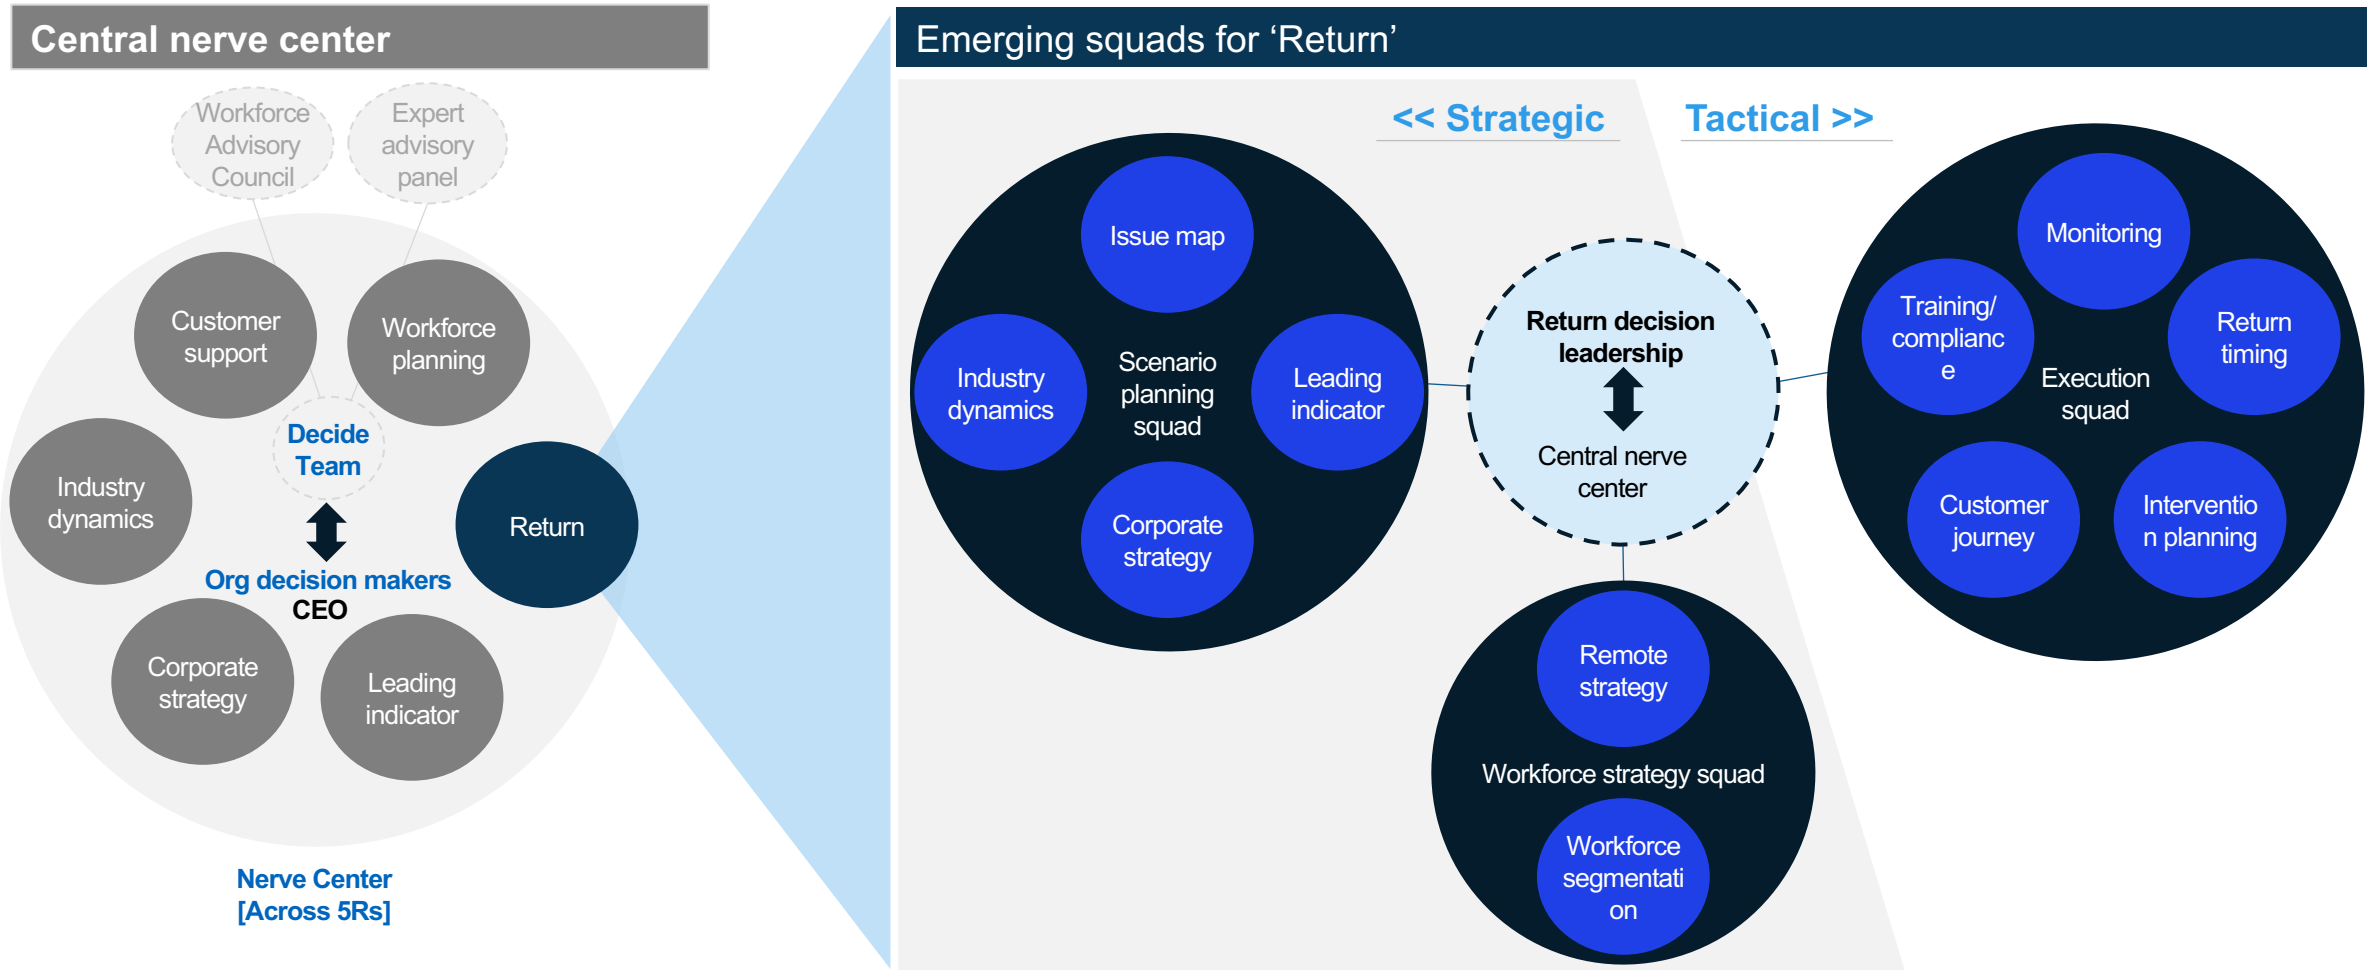 Central nerve center
Workforce
Advisory
Council
Expert
advisory
panel
Customer
support
Workforce
planning
Decide
Team
Industry
dynamics
Return
Org decision makers
CEO
Corporate
strategy
Leading
indicator
Nerve Center
[Across 5Rs]
Emerging squads for ‘Return’
<< Strategic
Tactical >>
Issue map
Industry
dynamics
Scenario
planning
squad
Leading
indicator
Corporate
strategy
Return decision
leadership
Central nerve
center
Remote
strategy
Workforce strategy squad
Workforce
segmentati
on
Monitoring
Training/
complianc
e
Return
timing
Execution
squad
Customer
journey
Interventio
n planning